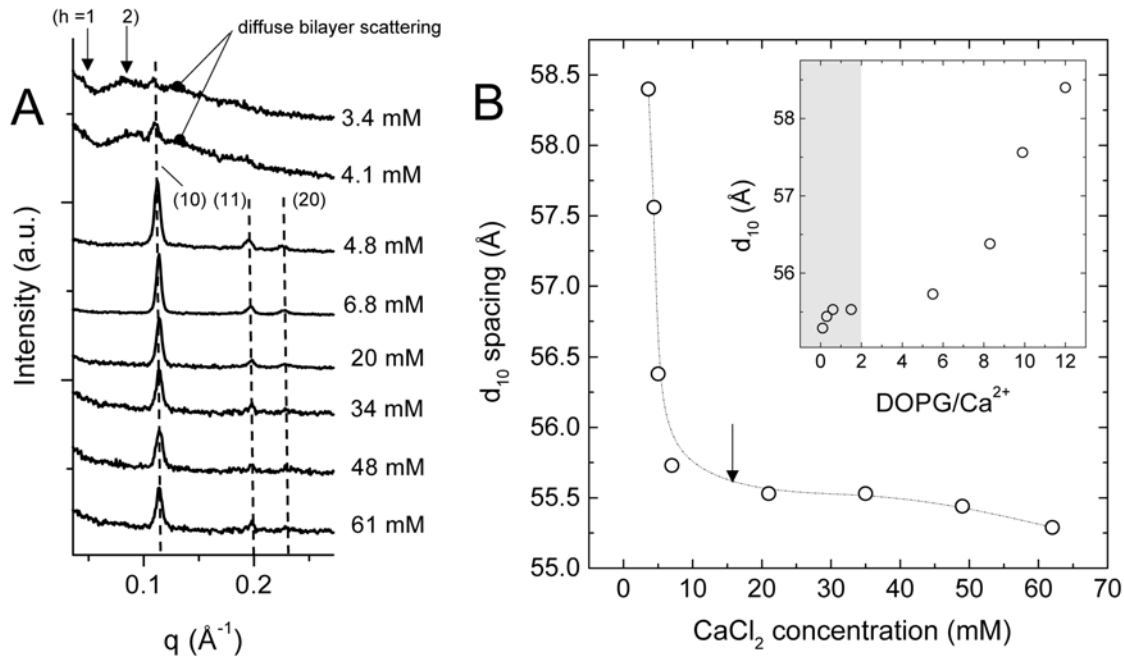 (h =1 2)
diffuse bilayer scattering
A
3.4 mM
4.1 mM
(10) (11) (20)
4.8 mM
6.8 mM
20 mM
34 mM
48 mM
61 mM
Intensity (a.u.)
0.1 0.2
q (Å⁻¹)
B
58.5
58.0
57.5
57.0
56.5
56.0
55.5
55.0
d₁₀ spacing (Å)
0 10 20 30 40 50 60 70
CaCl₂ concentration (mM)
58
57
56
d₁₀ (Å)
0 2 4 6 8 10 12
DOPG/Ca²⁺